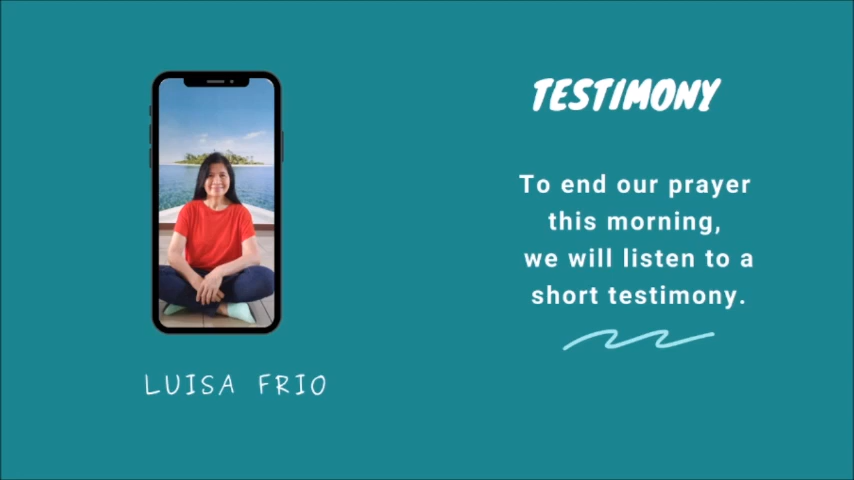 TESTIMONY
To end our prayer
this morning,
we will listen to a
short testimony.
LUISA FRIO